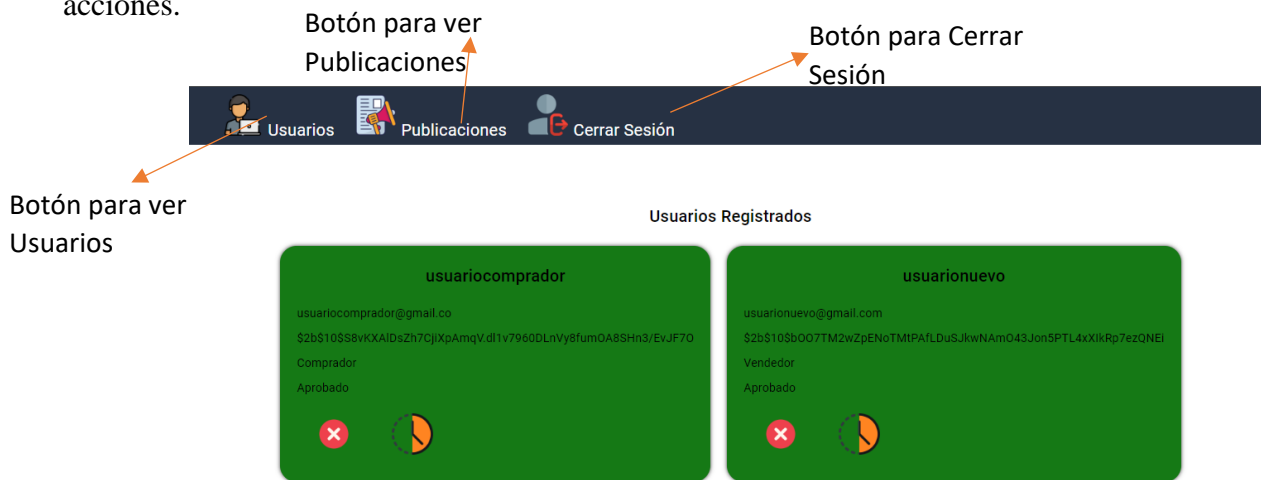 acciones.
Botón para ver
Publicaciones
Botón para Cerrar
Sesión
Usuarios Publicaciones Cerrar Sesión
Botón para ver
Usuarios
Usuarios Registrados
usuariocomprador
usuariocomprador@gmail.co
$2b$10$S8vKXAlDsZh7CjiXpAmqV.dl1v7960DLnVy8fumOA8SHn3/EvJF7O
Comprador
Aprobado
usuarionuevo
usuarionuevo@gmail.com
$2b$10$bOO7TM2wZpENoTMtPAfLDuSJkwNAmO43Jon5PTL4xXIkRp7ezQNEi
Vendedor
Aprobado